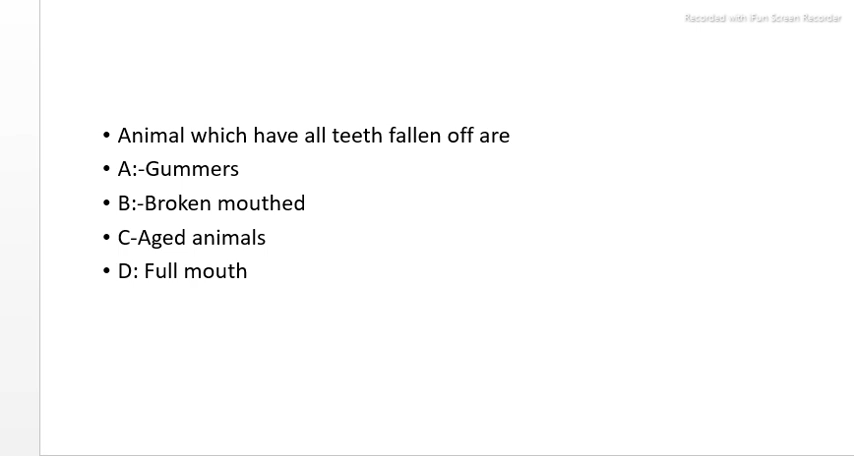 Recorded with iFun Screen Recorder
• Animal which have all teeth fallen off are
• A:-Gummers
• B:-Broken mouthed
• C-Aged animals
• D: Full mouth